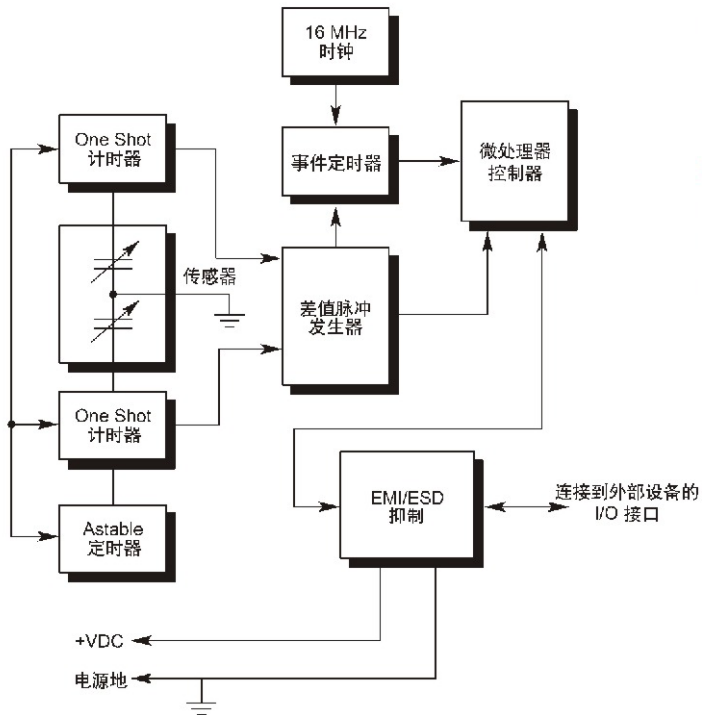 16 MHz
时钟
One Shot
计时器
事件定时器
微处理器
控制器
传感器
差值脉冲
发生器
One Shot
计时器
EMI/ESD
抑制
连接到外部设备的
I/O 接口
Astable
定时器
+VDC
电源地